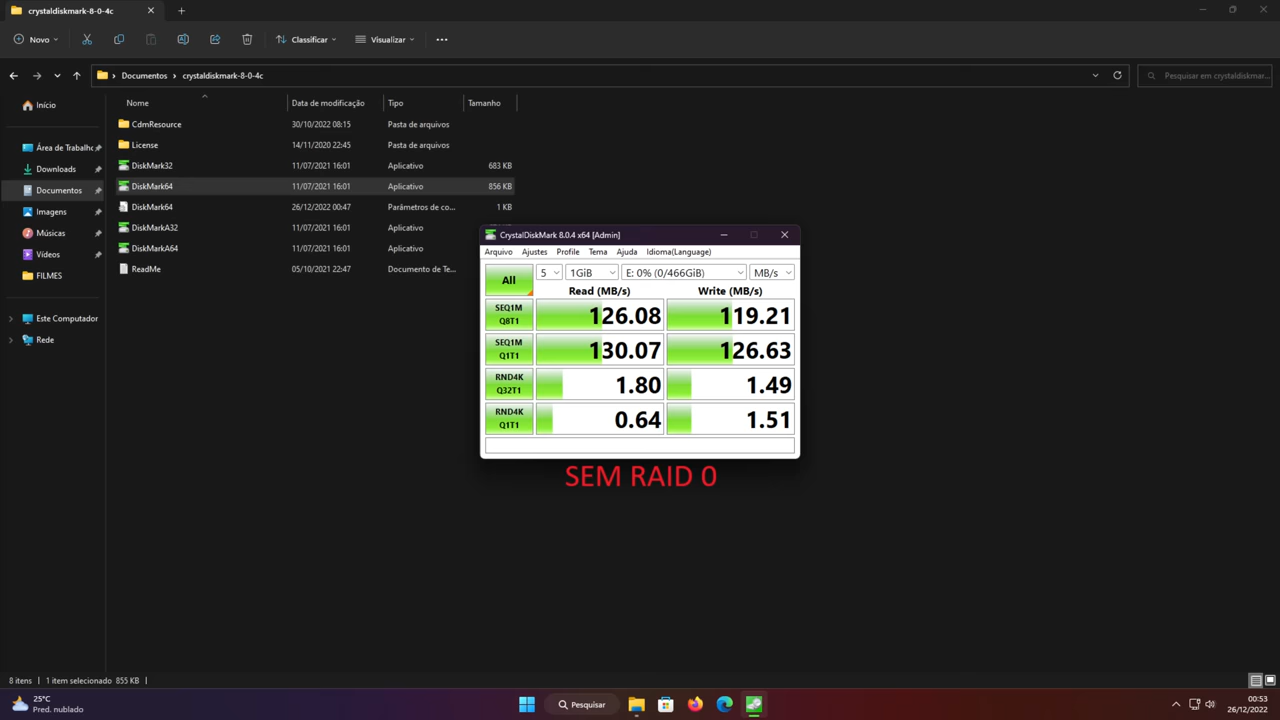 crystaldiskmark-8-0-4c
Novo
Classificar
Visualizar
Documentos
crystaldiskmark-8-0-4c
Pesquisar em crystaldiskmar...
Início
Área de Trabalho
Downloads
Documentos
Imagens
Músicas
Vídeos
FILMES
Este Computador
Rede
Nome Data de modificação Tipo Tamanho
CdmResource 30/10/2022 08:15 Pasta de arquivos
License 14/11/2020 22:45 Pasta de arquivos
DiskMark32 11/07/2021 16:01 Aplicativo 683 KB
DiskMark64 11/07/2021 16:01 Aplicativo 856 KB
DiskMark64 26/12/2022 00:47 Parâmetros de co... 1 KB
DiskMarkA32 11/07/2021 16:01 Aplicativo
DiskMarkA64 11/07/2021 16:01 Aplicativo
ReadMe 05/10/2021 22:47 Documento de Te...
CrystalDiskMark 8.0.4 x64 [Admin]
Arquivo Ajustes Profile Tema Ajuda Idioma(Language)
All 5 1GiB E: 0% (0/466GiB) MB/s
Read (MB/s) Write (MB/s)
SEQ1M
Q8T1 126.08 119.21
SEQ1M
Q1T1 130.07 126.63
RND4K
Q32T1 1.80 1.49
RND4K
Q1T1 0.64 1.51
SEM RAID 0
8 itens 1 item selecionado 855 KB
25°C
Pred. nublado
Pesquisar
00:53
26/12/2022